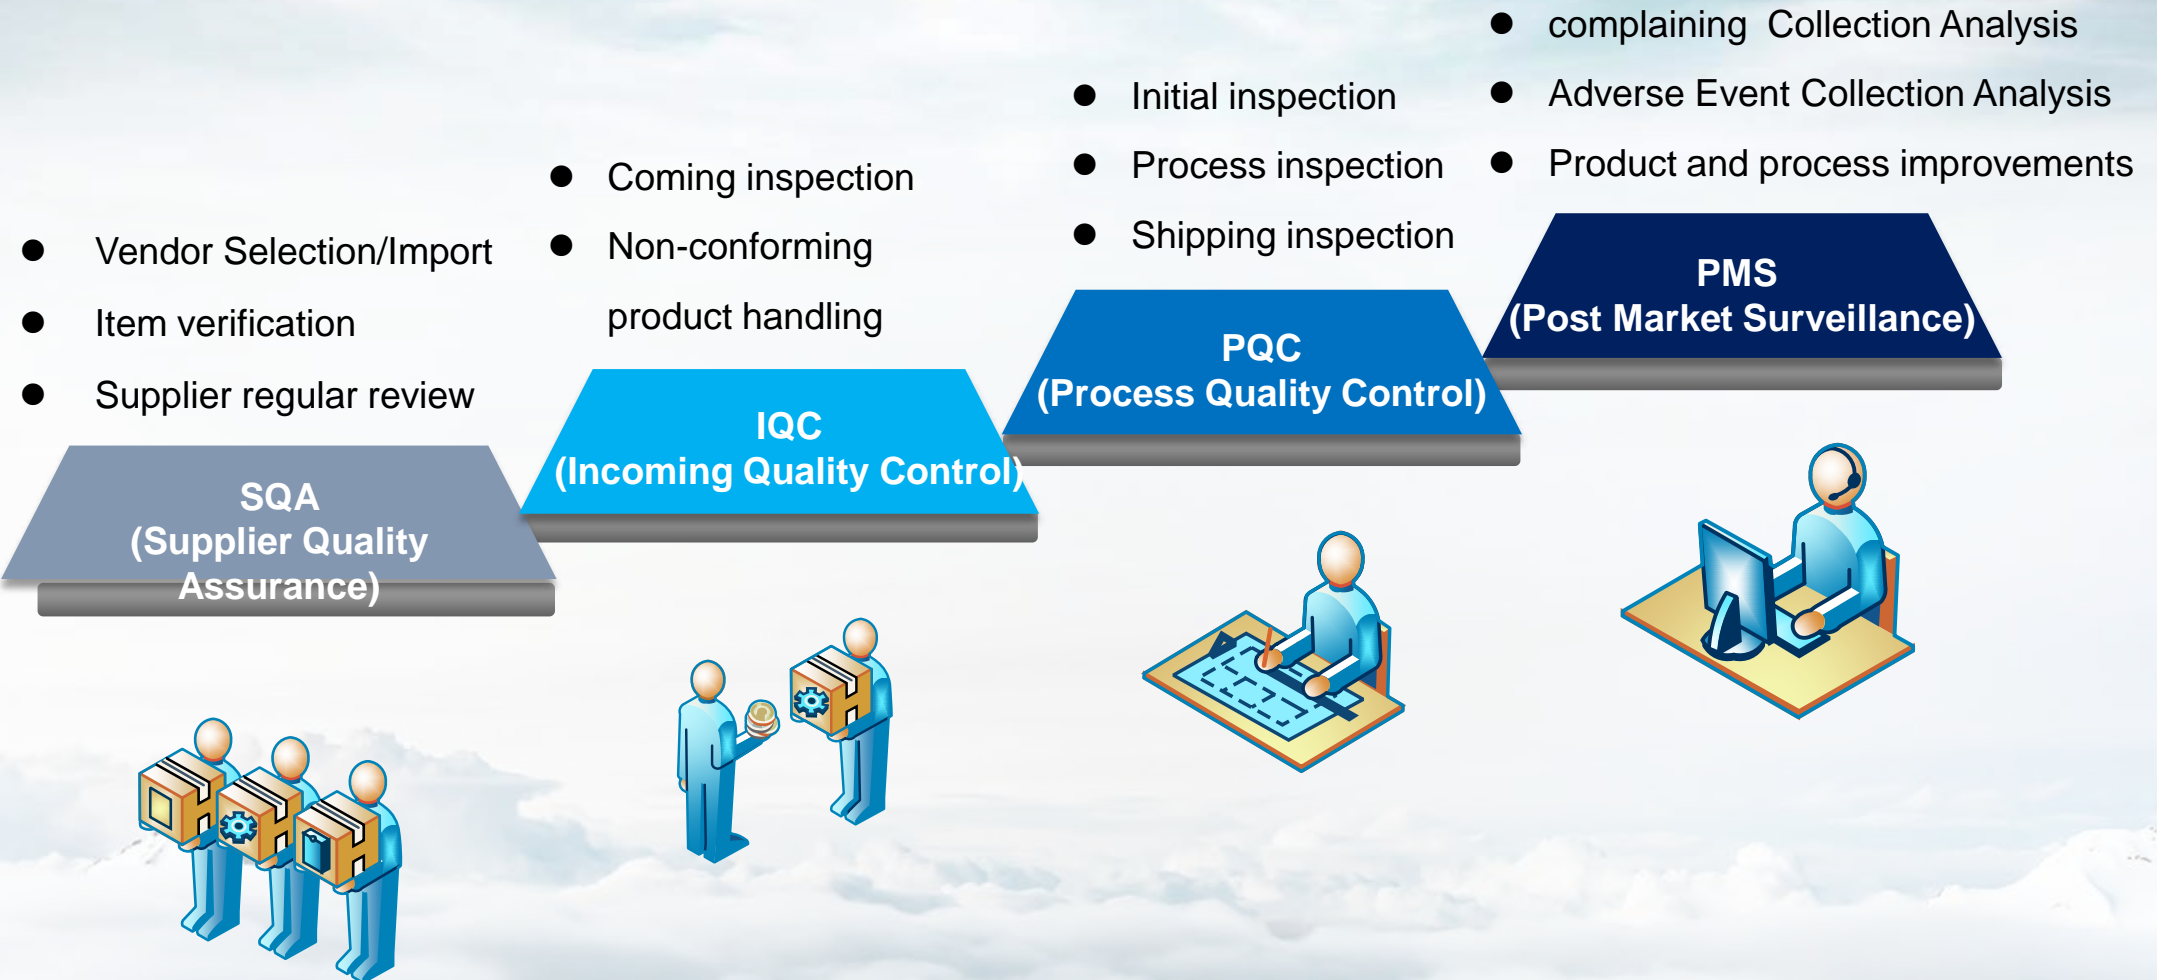 Vendor Selection/Import
Item verification
Supplier regular review
SQA
(Supplier Quality
Assurance)
Coming inspection
Non-conforming
product handling
IQC
(Incoming Quality Control)
Initial inspection
Process inspection
Shipping inspection
PQC
(Process Quality Control)
complaining Collection Analysis
Adverse Event Collection Analysis
Product and process improvements
PMS
(Post Market Surveillance)